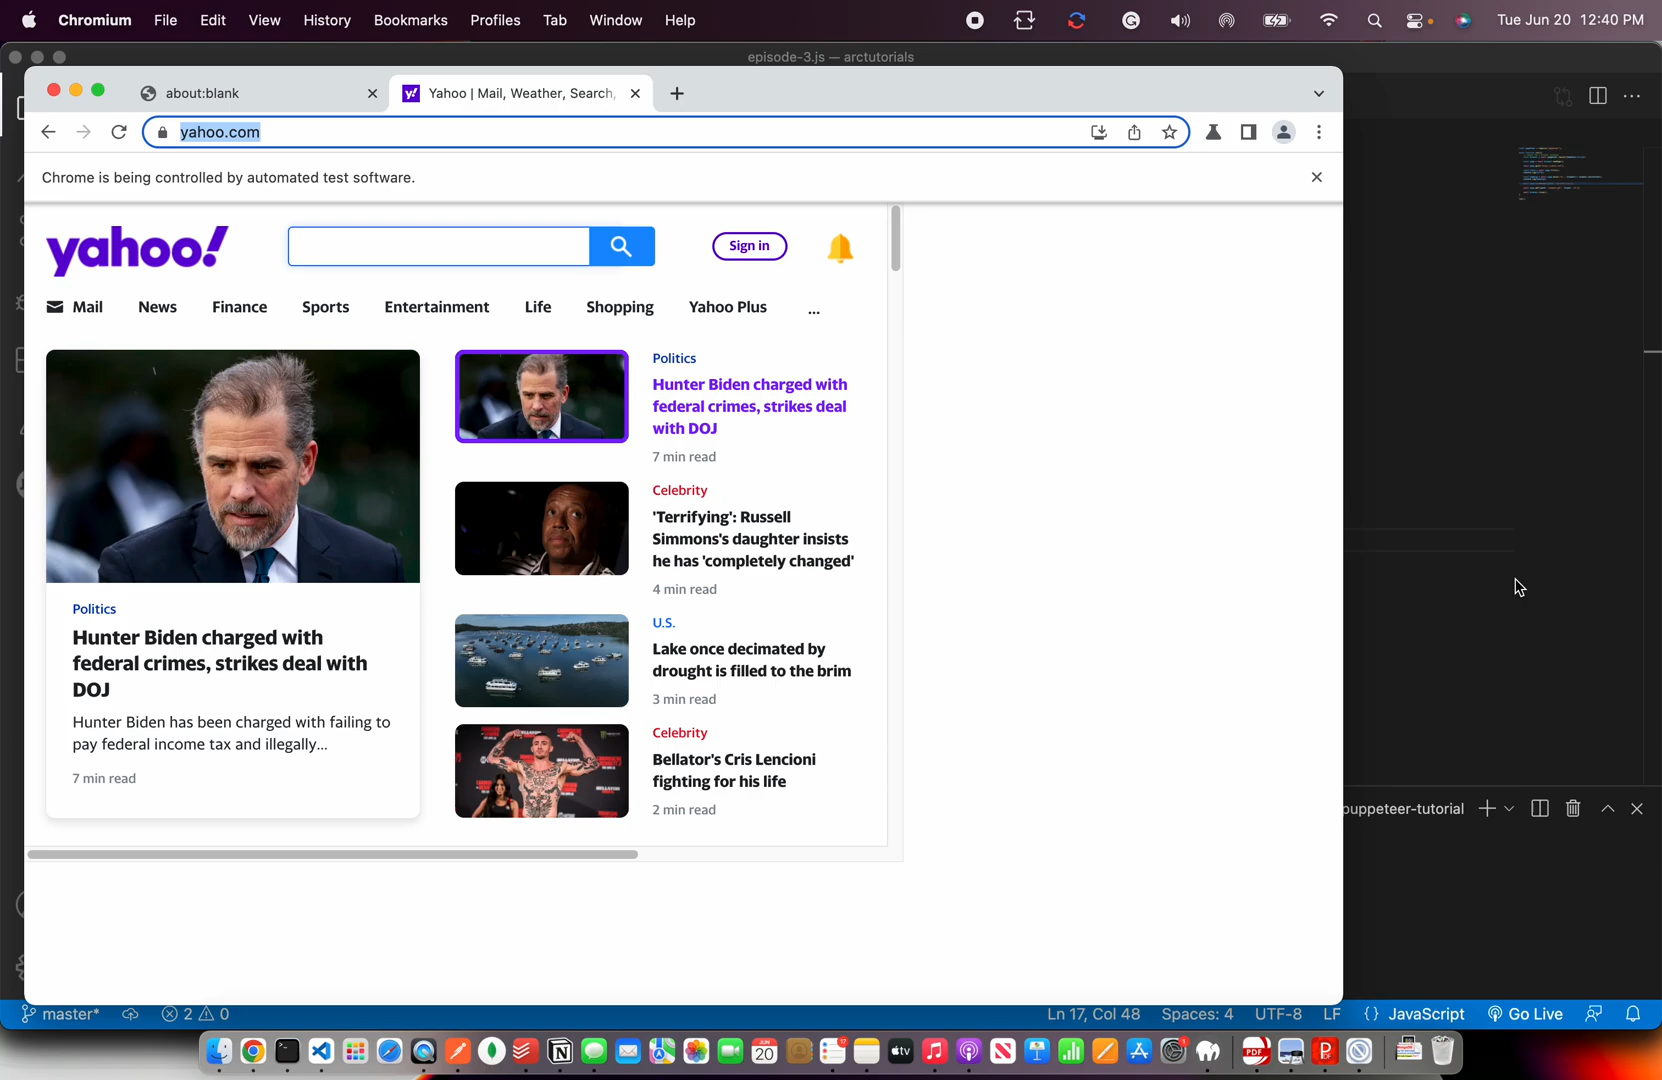 Chromium File Edit View History Bookmarks Profiles Tab Window Help Tue Jun 20 12:40 PM
episode-3.js — arctutorials
about:blank Yahoo | Mail, Weather, Search,
yahoo.com
Chrome is being controlled by automated test software.
yahoo! Sign in
Mail News Finance Sports Entertainment Life Shopping Yahoo Plus ...
Politics
Hunter Biden charged with
federal crimes, strikes deal with
DOJ
Hunter Biden has been charged with failing to
pay federal income tax and illegally...
7 min read
Politics
Hunter Biden charged with
federal crimes, strikes deal
with DOJ
7 min read
Celebrity
'Terrifying': Russell
Simmons's daughter insists
he has 'completely changed'
4 min read
U.S.
Lake once decimated by
drought is filled to the brim
3 min read
Celebrity
Bellator's Cris Lencioni
fighting for his life
2 min read
puppeteer-tutorial
master* 2 0 Ln 17, Col 48 Spaces: 4 UTF-8 LF {} JavaScript Go Live
JUN
20
17
tv
1
PDF